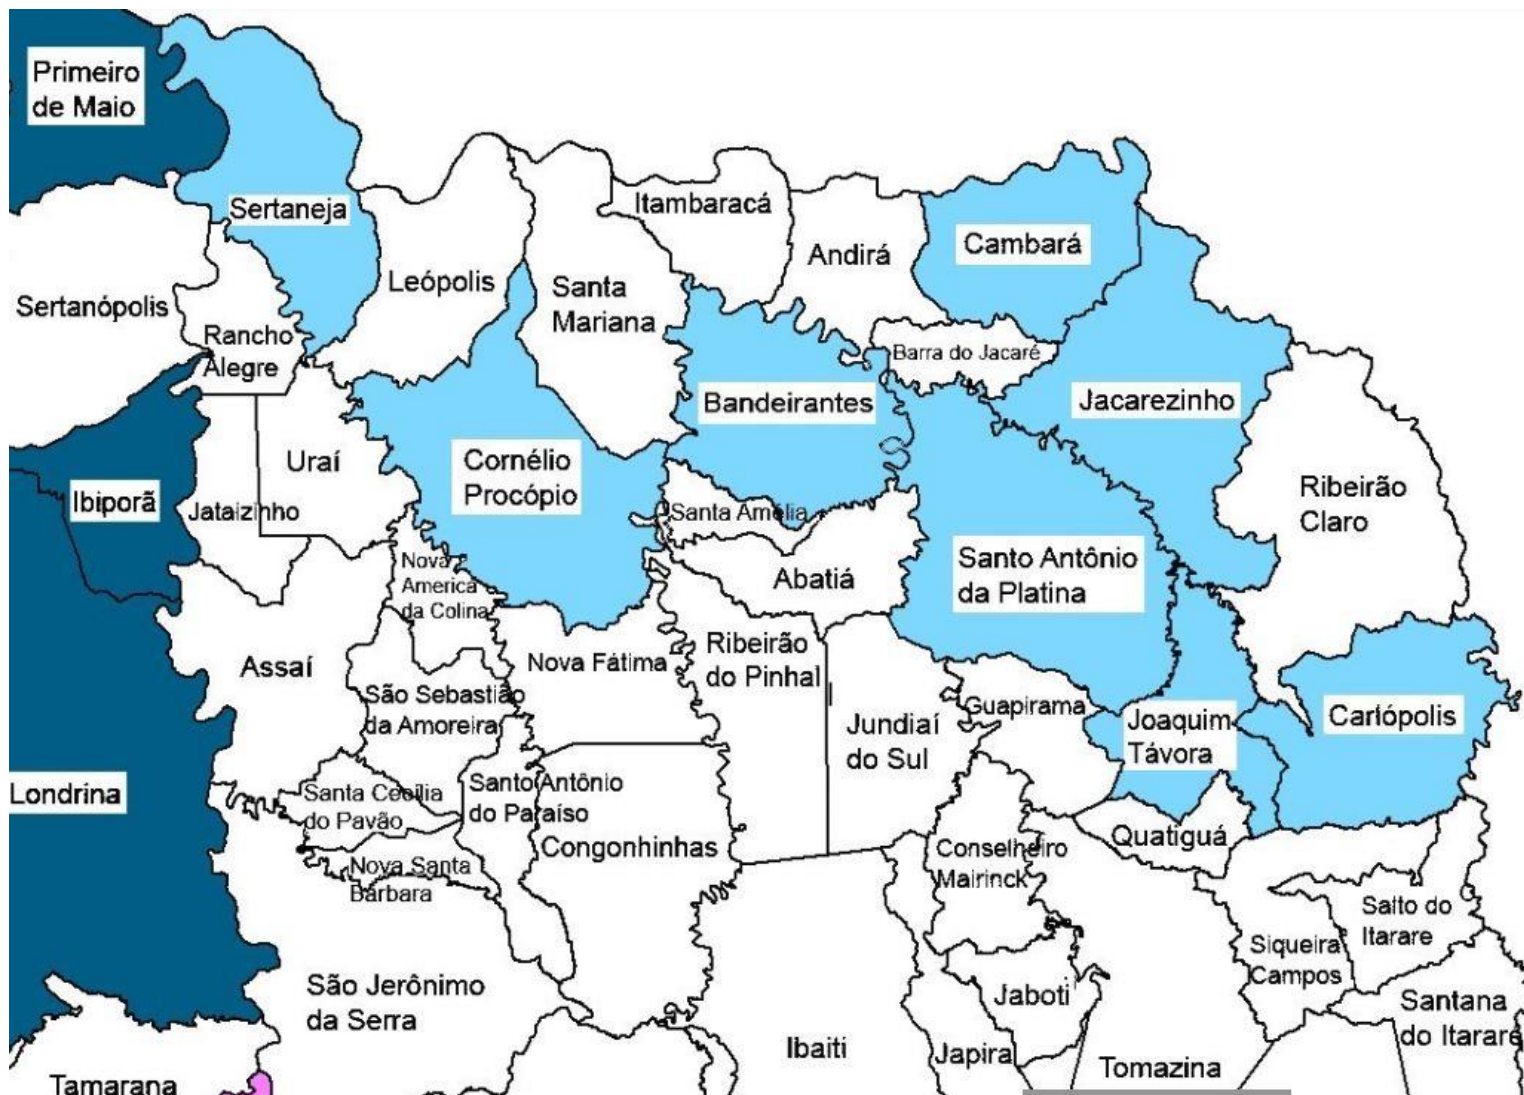 Primeiro
de Maio
Sertaneja
Itambaracá
Cambará
Andirá
Leópolis
Santa
Mariana
Sertanópolis
Rancho
Alegre
Barra do Jacaré
Bandeirantes
Jacarezinho
Uraí
Cornélio
Procópio
Ibiporã
Jataizinho
Ribeirão
Claro
Santa Amélia
Santo Antônio
da Platina
Abatiá
Nova
America
da Colina
Assaí
Nova Fátima
Ribeirão
do Pinhal
São Sebastião
da Amoreira
Guapirama
Joaquim
Távora
Carlópolis
Jundiaí
do Sul
Londrina
Santa Cecília
do Pavão
Santo Antônio
do Paraíso
Congonhinhas
Quatiguá
Nova Santa
Bárbara
Conselheiro
Mairinck
Salto do
Itarare
Siqueira
Campos
São Jerônimo
da Serra
Jaboti
Santana
do Itararé
Ibaiti
Japira
Tomazina
Tamarana